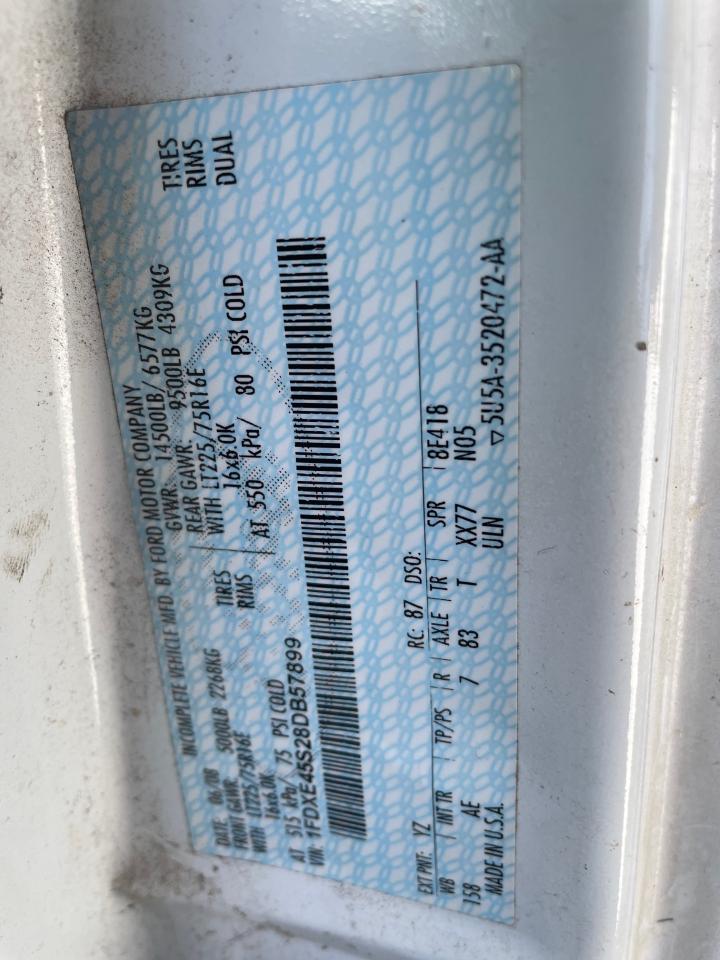 INCOMPLETE VEHICLE MFD. BY FORD MOTOR COMPANY
DATE: 06/08 GVWR: 14500LB/ 6577KG
FRONT GAWR: 5000LB 2268KG REAR GAWR: 9500LB 4309KG
WITH LT225/75R16E TIRES WITH LT225/75R16E TIRES
16x6.0K RIMS 16x6.0K RIMS
AT 515 kPa/ 75 PSI COLD AT 550 kPa/ 80 PSI COLD DUAL
VIN: 1FDXE45S28DB57899
EXT PNT: YZ RC: 87 DSO:
WB INT TR TP/PS R AXLE TR SPR
158 AE 7 83 T XX77 8E418
MADE IN U.S.A. ULN N05
▽5U5A-3520472-AA